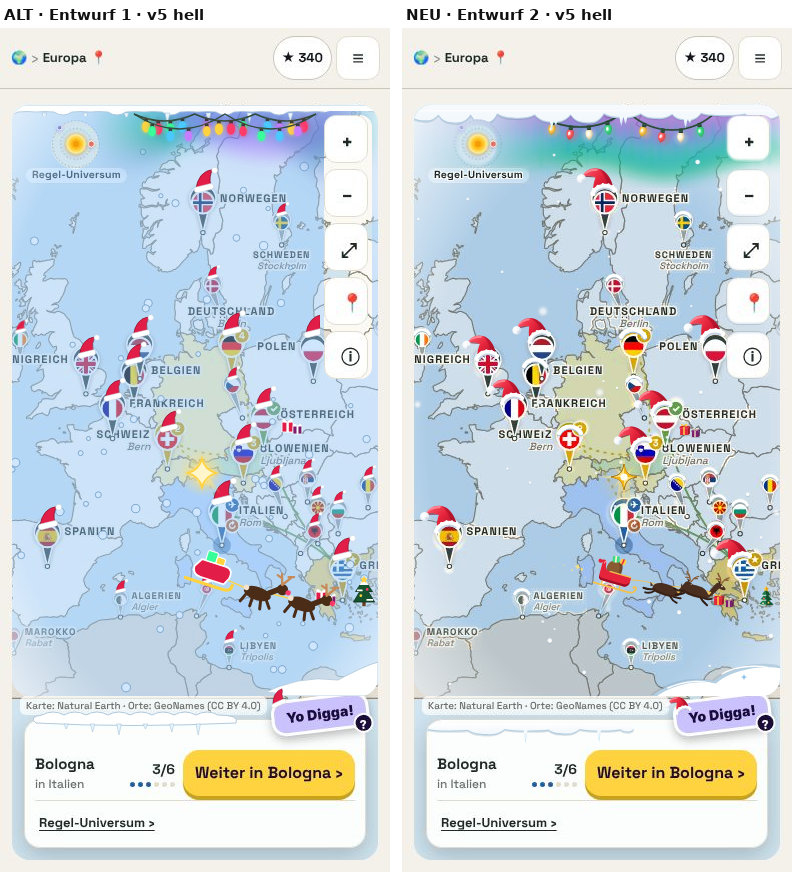 ALT · Entwurf 1 · v5 hell
> Europa
★ 340
≡
+
−
Regel-Universum
NORWEGEN
SCHWEDEN
Stockholm
DEUTSCHLAND
Berlin
POLEN
NIGREICH
BELGIEN
FRANKREICH
ÖSTERREICH
SCHWEIZ
Bern
SLOWENIEN
Ljubljana
ITALIEN
Rom
SPANIEN
GRI
ALGERIEN
Algier
MAROKKO
Rabat
LIBYEN
Tripolis
Karte: Natural Earth · Orte: GeoNames (CC BY 4.0)
Yo Digga!
?
Bologna
in Italien
3/6
Weiter in Bologna >
Regel-Universum >
NEU · Entwurf 2 · v5 hell
> Europa
★ 340
≡
+
−
Regel-Universum
NORWEGEN
SCHWEDEN
Stockholm
DEUTSCHLAND
Berlin
POLEN
NIGREICH
BELGIEN
FRANKREICH
ÖSTERREICH
SCHWEIZ
Bern
SLOWENIEN
Ljubljana
ITALIEN
Rom
SPANIEN
GRI
ALGERIEN
Algier
MAROKKO
Rabat
LIBYEN
Tripolis
Karte: Natural Earth · Orte: GeoNames (CC BY 4.0)
Yo Digga!
?
Bologna
in Italien
3/6
Weiter in Bologna >
Regel-Universum >